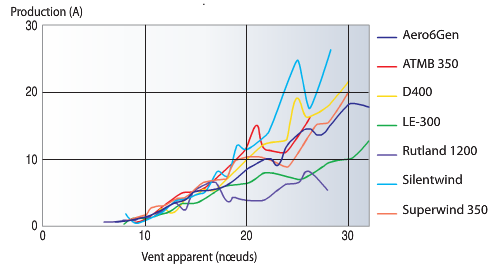 Production (A)
30
20
10
0
0 10 20 30
Vent apparent (nœuds)
Aero6Gen
ATMB 350
D400
LE-300
Rutland 1200
Silentwind
Superwind 350